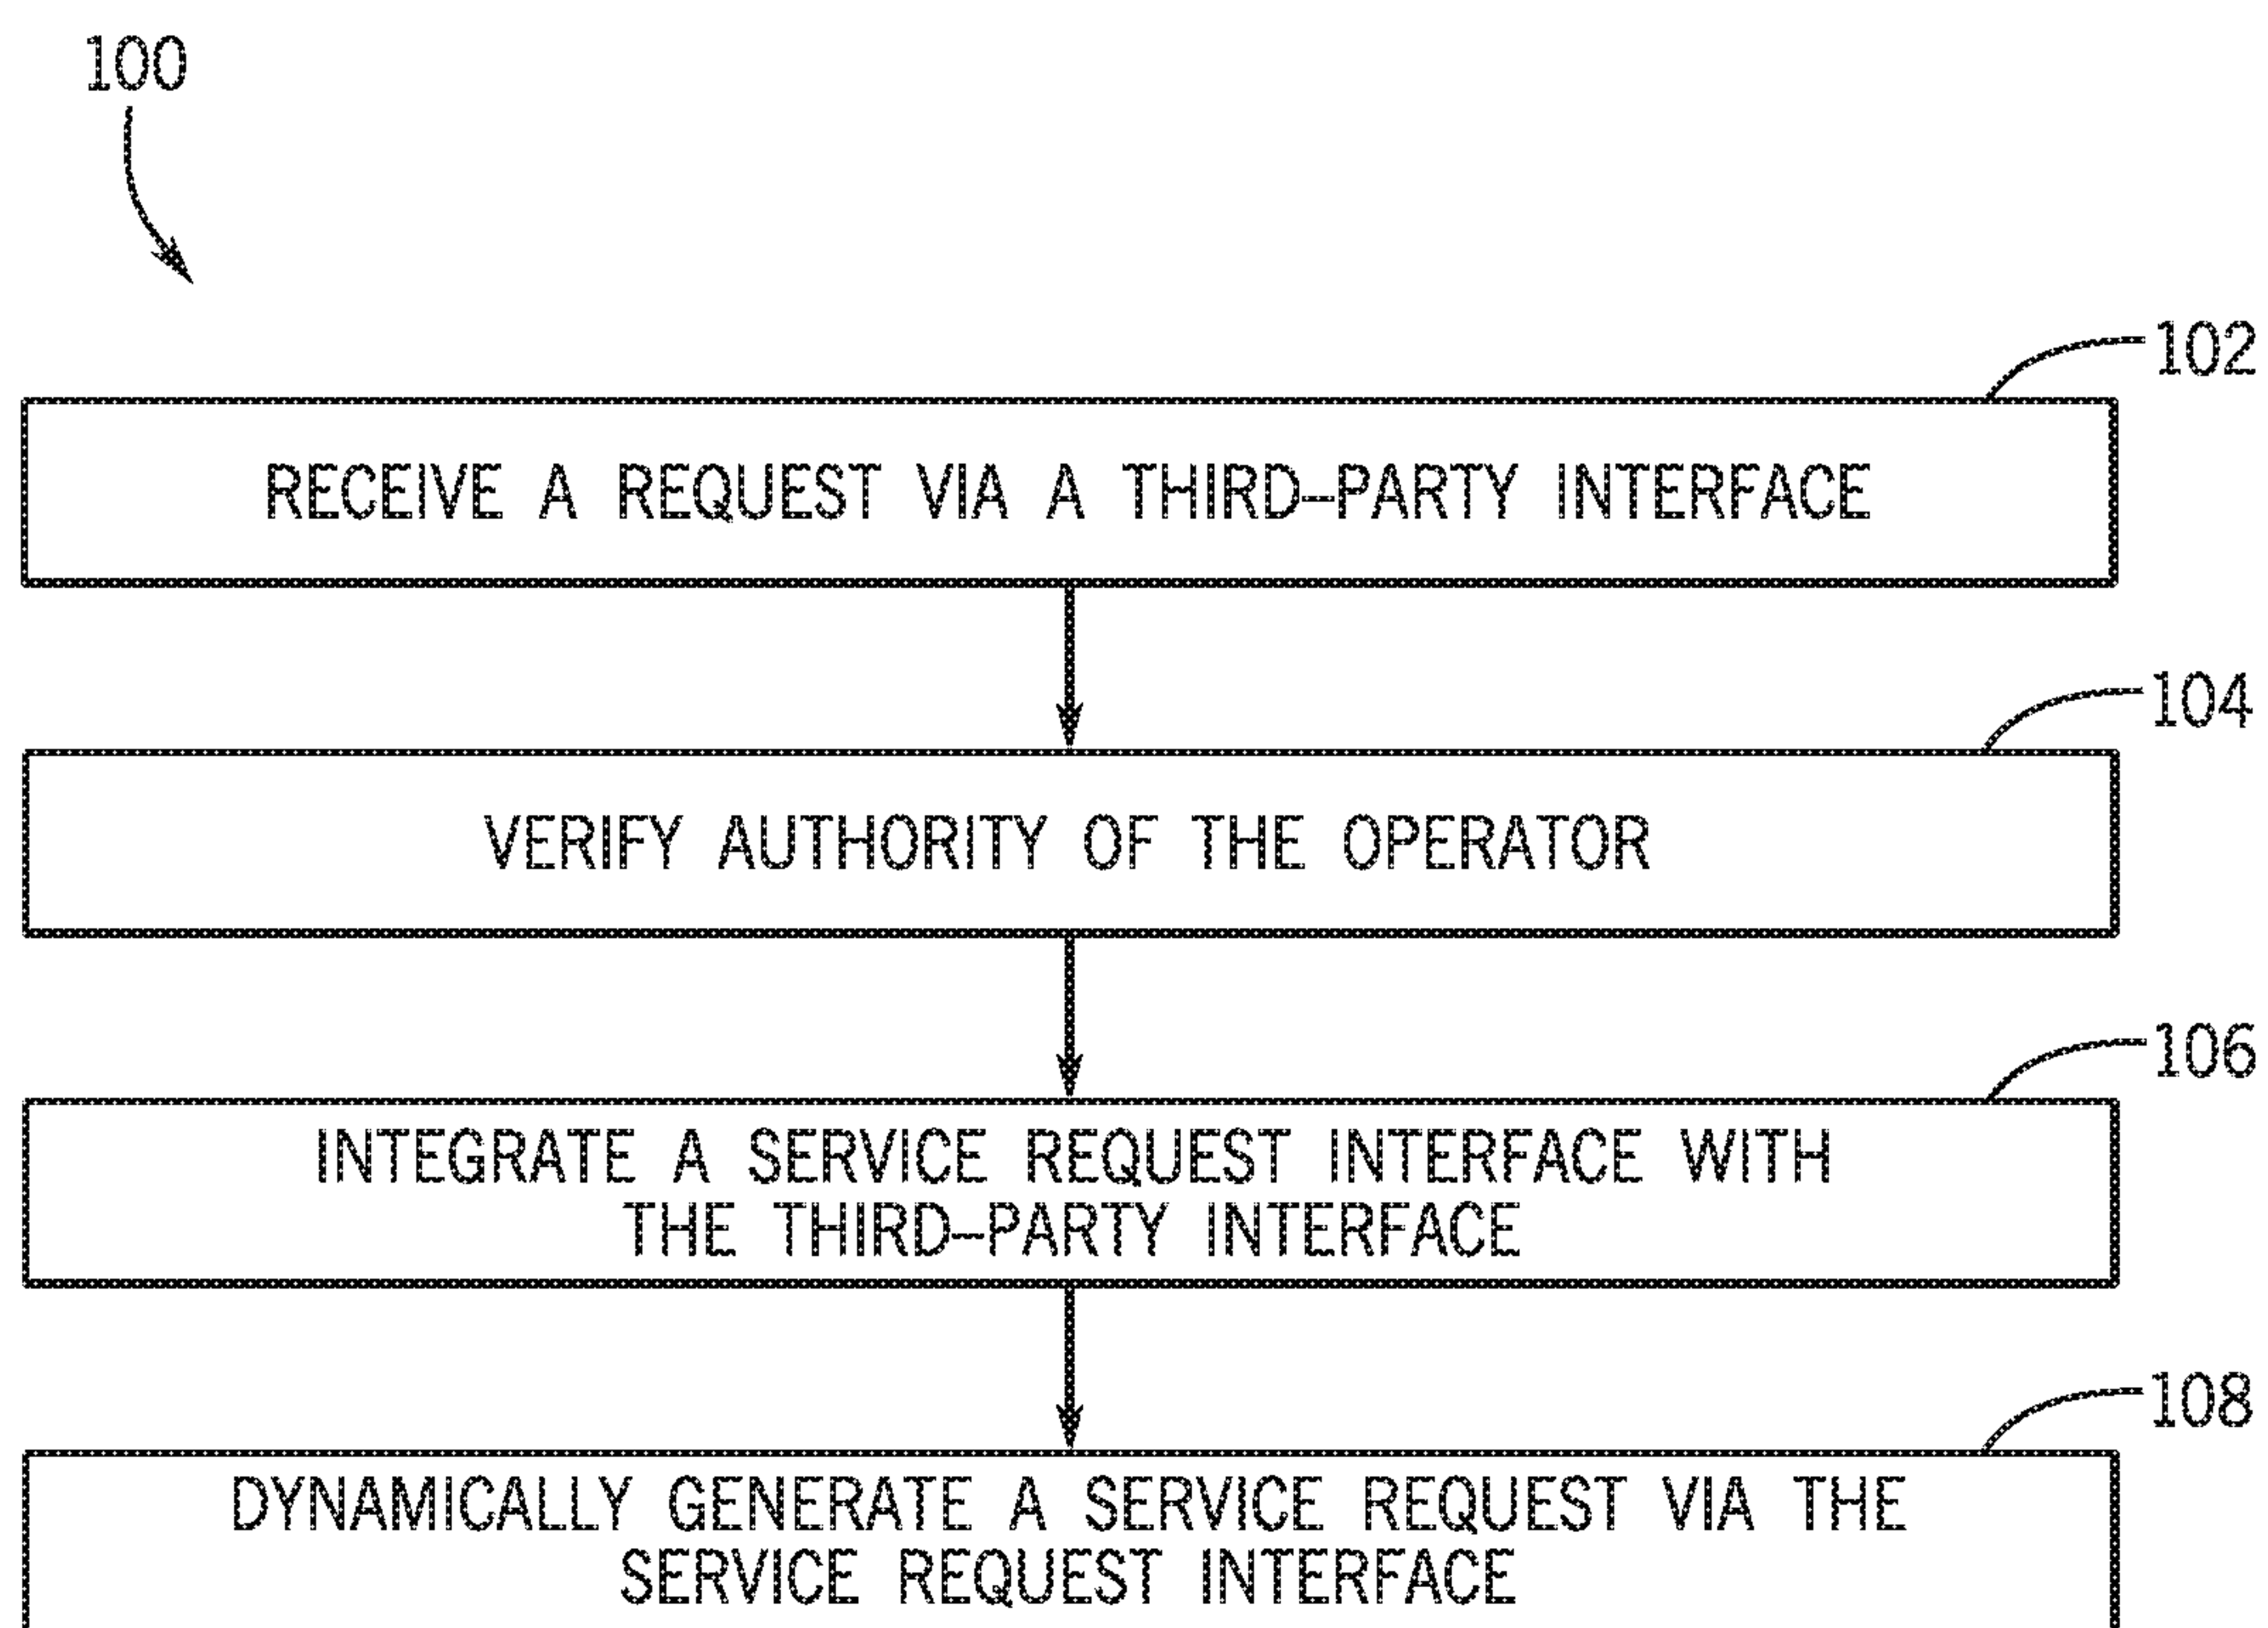 100
102
RECEIVE A REQUEST VIA A THIRD-PARTY INTERFACE
104
VERIFY AUTHORITY OF THE OPERATOR
106
INTEGRATE A SERVICE REQUEST INTERFACE WITH
THE THIRD-PARTY INTERFACE
108
DYNAMICALLY GENERATE A SERVICE REQUEST VIA THE
SERVICE REQUEST INTERFACE